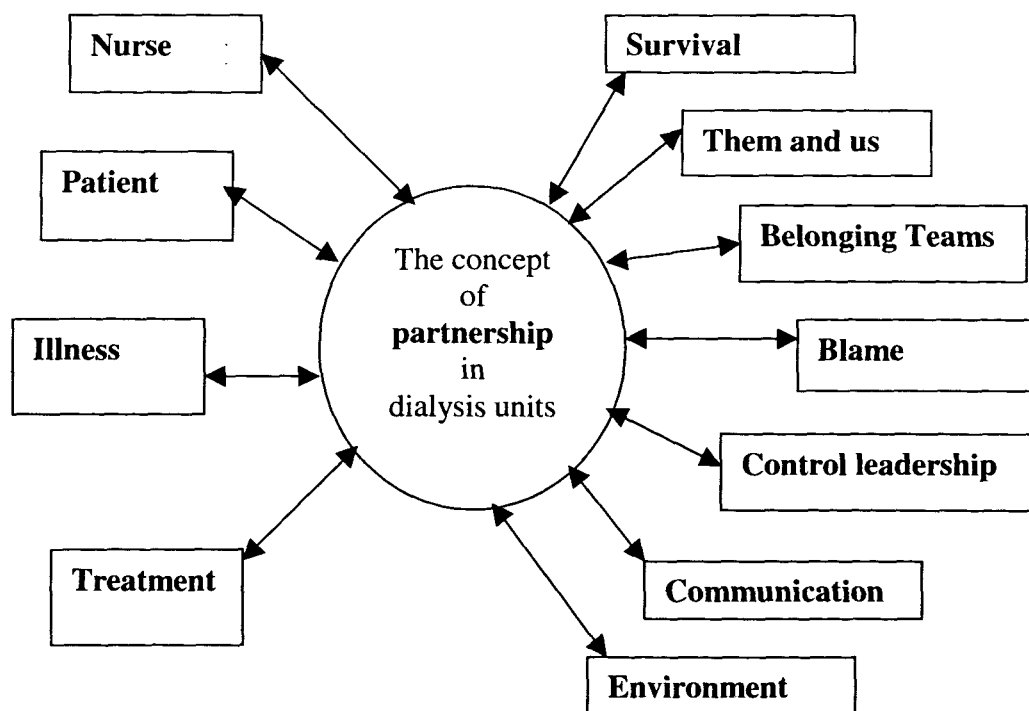 Nurse
Survival
Them and us
Patient
Belonging Teams
The concept
of
partnership
in
dialysis units
Illness
Blame
Control leadership
Treatment
Communication
Environment